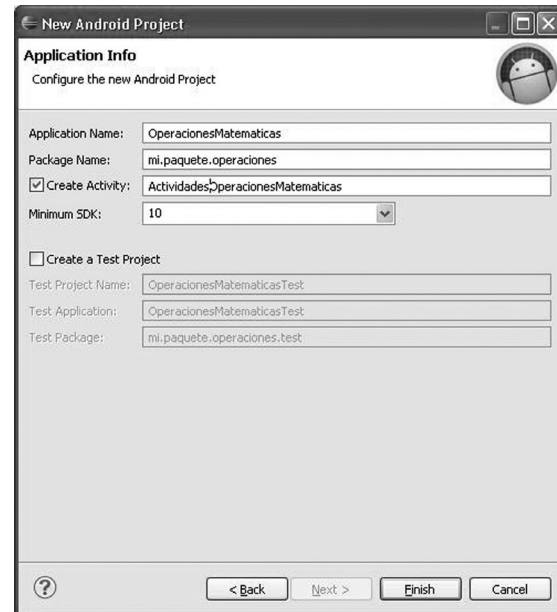 New Android Project
Application Info
Configure the new Android Project
Application Name: OperacionesMatematicas
Package Name: mi.paquete.operaciones
Create Activity: ActividadesOperacionesMatematicas
Minimum SDK: 10
Create a Test Project
Test Project Name: OperacionesMatematicasTest
Test Application: OperacionesMatematicasTest
Test Package: mi.paquete.operaciones.test
? < Back Next > Finish Cancel